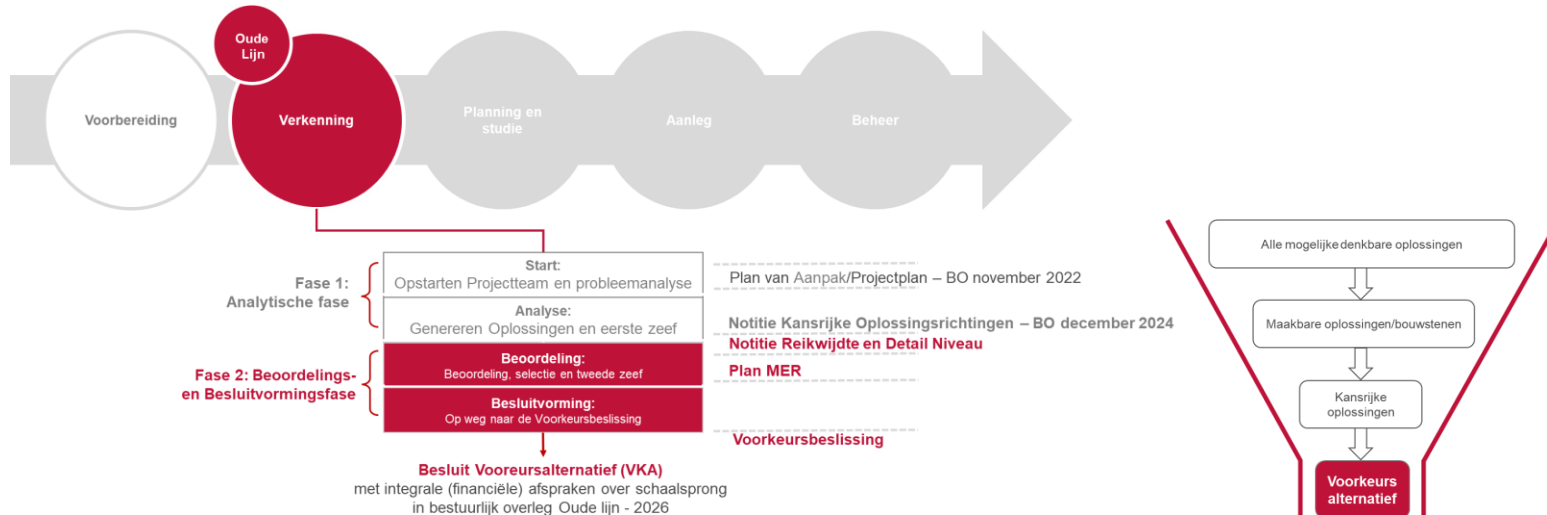 Oude
Lijn
Voorbereiding
Verkenning
Planning en
studie
Aanleg
Beheer
Fase 1:
Analytische fase
Start:
Opstarten Projectteam en probleemanalyse
Analyse:
Genereren Oplossingen en eerste zeef
Plan van Aanpak/Projectplan – BO november 2022
Notitie Kansrijke Oplossingsrichtingen – BO december 2024
Notitie Reikwijdte en Detail Niveau
Fase 2: Beoordelings-
en Besluitvormingsfase
Beoordeling:
Beoordeling, selectie en tweede zeef
Plan MER
Besluitvorming:
Op weg naar de Voorkeursbeslissing
Voorkeursbeslissing
Besluit Vooreursalternatief (VKA)
met integrale (financiële) afspraken over schaalsprong
in bestuurlijk overleg Oude lijn - 2026
Alle mogelijke denkbare oplossingen
Maakbare oplossingen/bouwstenen
Kansrijke
oplossingen
Voorkeurs
alternatief